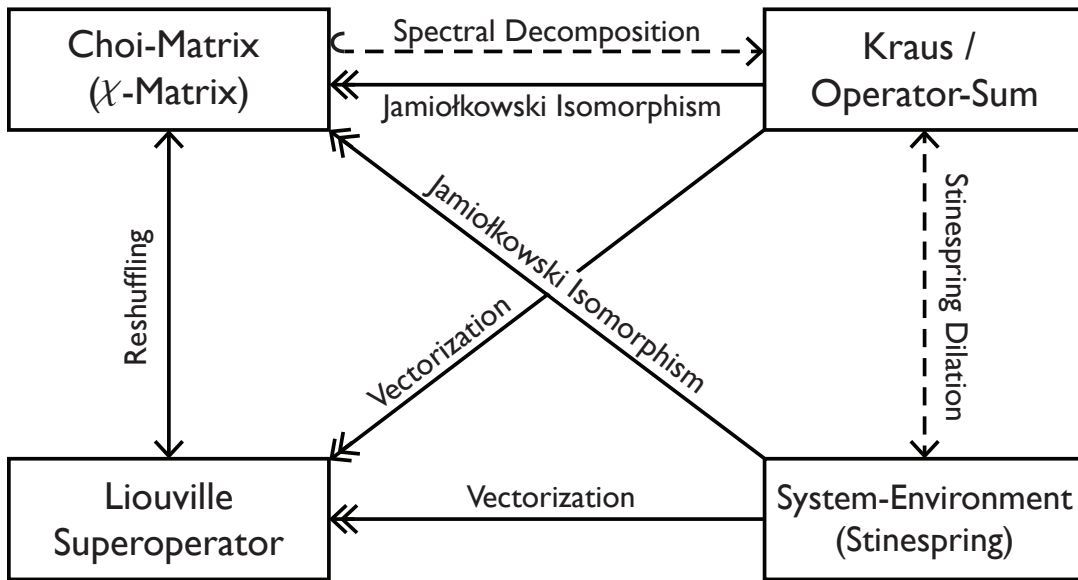 Choi-Matrix
(χ-Matrix)
Spectral Decomposition
Jamiołkowski Isomorphism
Kraus /
Operator-Sum
Reshuffling
Jamiołkowski Isomorphism
Vectorization
Stinespring Dilation
Liouville
Superoperator
Vectorization
System-Environment
(Stinespring)